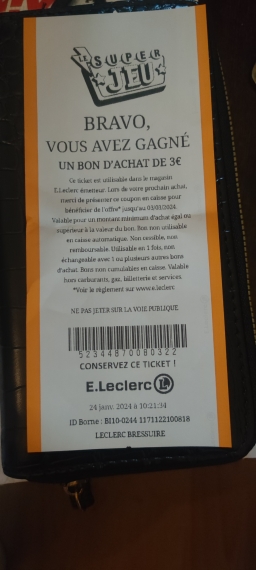 LE SUPER
JEU
BRAVO,
VOUS AVEZ GAGNÉ
UN BON D'ACHAT DE 3€
Ce ticket est utilisable dans le magasin
E.Leclerc émetteur. Lors de votre prochain achat,
merci de présenter ce coupon en caisse pour
bénéficier de l'offre* jusqu'au
Valable pour un montant minimum d'achat égal ou
supérieur à la valeur du bon. Bon non utilisable
en caisse automatique. Non cessible, non
remboursable. Utilisable en 1 fois, non
échangeable avec 1 ou plusieurs autres bons
d'achat. Bons non cumulables en caisse. Valable
hors carburants, gaz, billetterie et services.
*Voir le règlement sur www.e.leclerc
NE PAS JETER SUR LA VOIE PUBLIQUE
52344870080322
CONSERVEZ CE TICKET !
E.Leclerc L
24 janv. 2024 à 10:21:34
ID Borne : BI10-0244 1171122100818
LECLERC BRESSUIRE